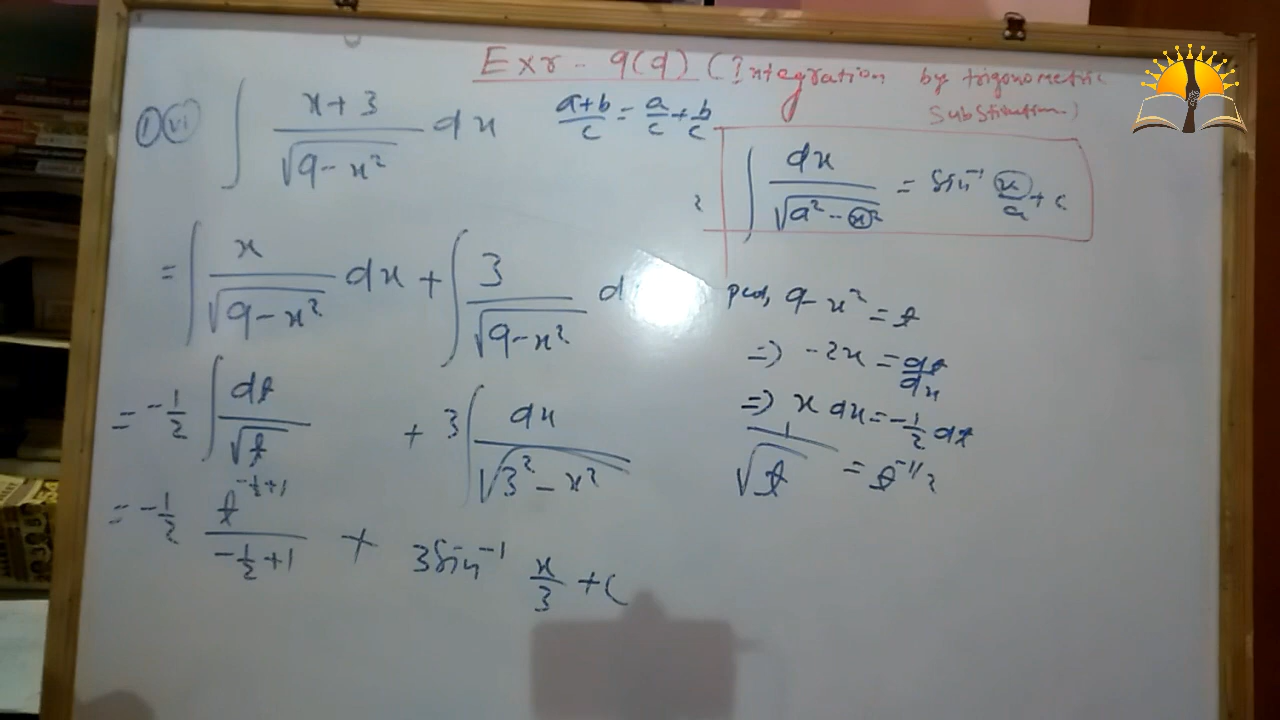 Exr - 9(9) (Integration by trigonometric
Substitution)
① (vi) ∫ x+3 / √9-x² dx
a+b/c = a/c + b/c
∫ dx / √a²-x² = Sin⁻¹ x/a + c
= ∫ x / √9-x² dx + ∫ 3 / √9-x² d
put, 9-x² = t
=) -2x = dt/dx
=) x dx = -1/2 dt
1/√t = t^-1/2
= -1/2 ∫ dt/√t + 3 ∫ dx / √3²-x²
= -1/2 t^-1/2+1 / -1/2+1 + 3Sin⁻¹ x/3 + C